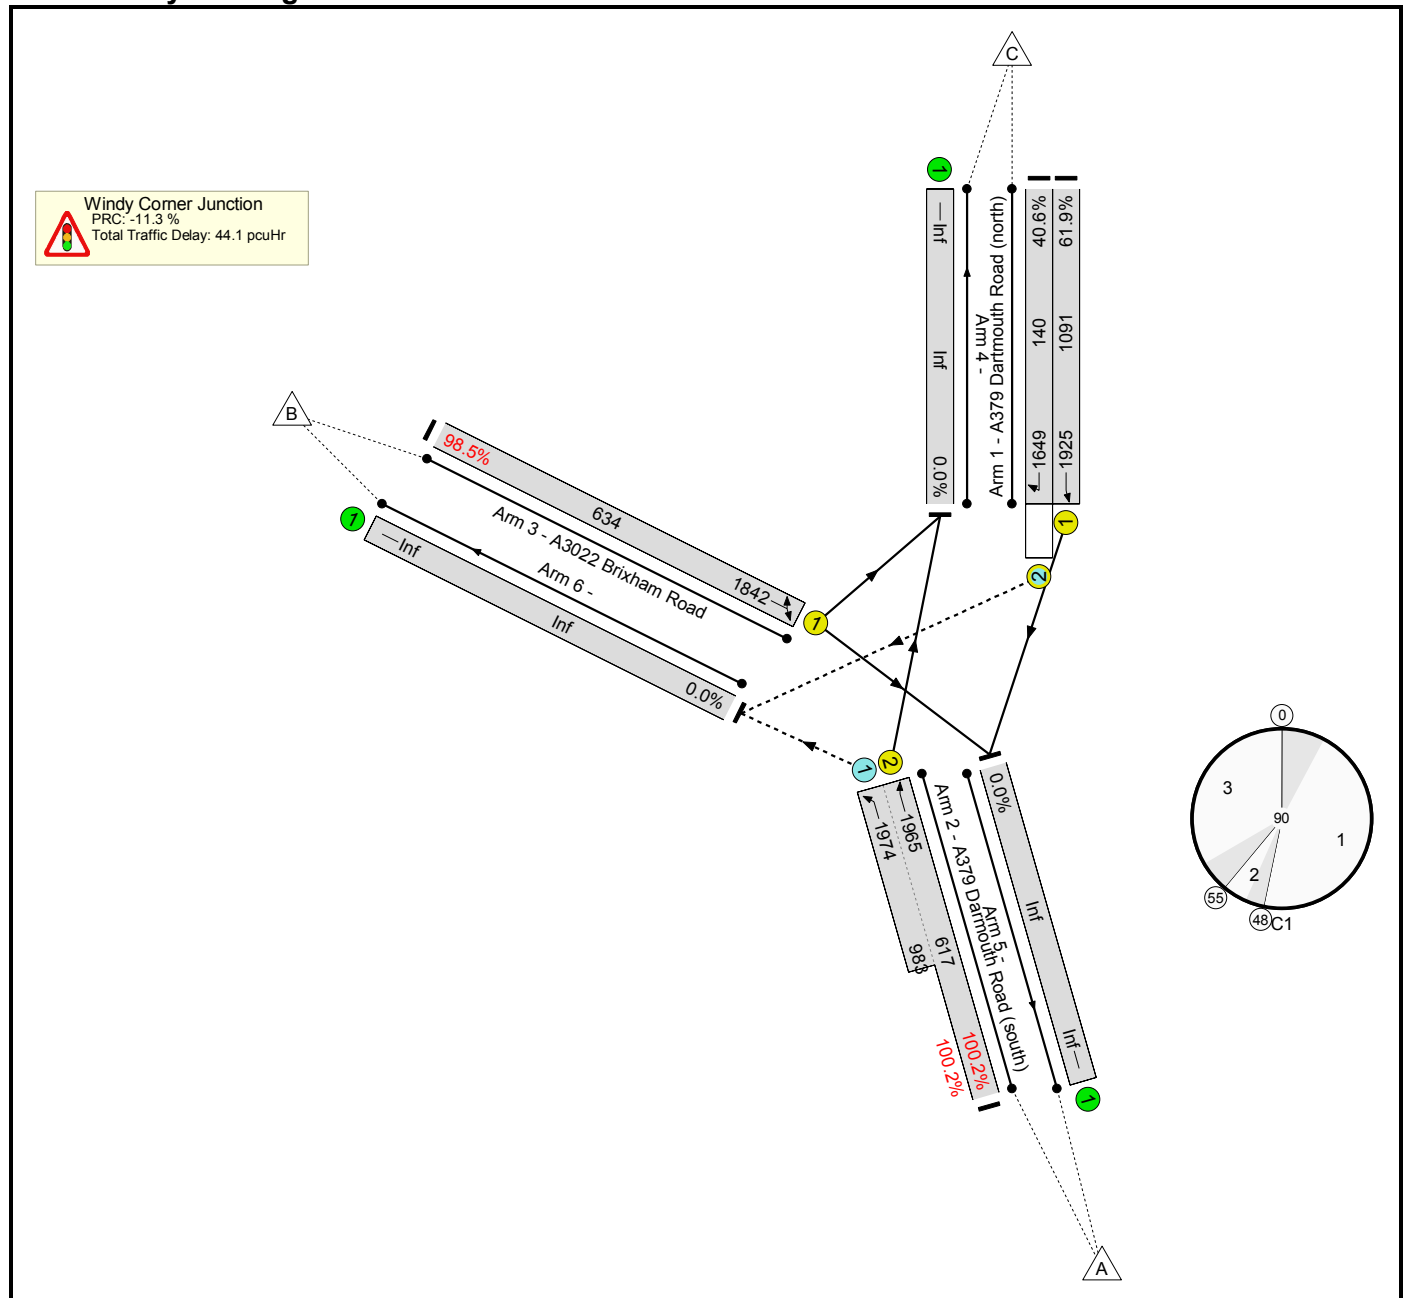 C
Windy Corner Junction
PRC: -11.3 %
Total Traffic Delay: 44.1 pcuHr
1
Inf
Inf
0.0%
Arm 4 -
Arm 1 - A379 Dartmouth Road (north)
40.6%
140
1649
61.9%
1091
1925
1
2
B
98.5%
634
1842
Arm 3 - A3022 Brixham Road
1
1
Inf
Arm 6 -
Inf
0.0%
1
2
1974
1965
983
617
100.2%
100.2%
Arm 2 - A379 Darmouth Road (south)
Arm 5 -
0.0%
Inf
Inf
1
A
0
3
90
1
2
55
48
C1